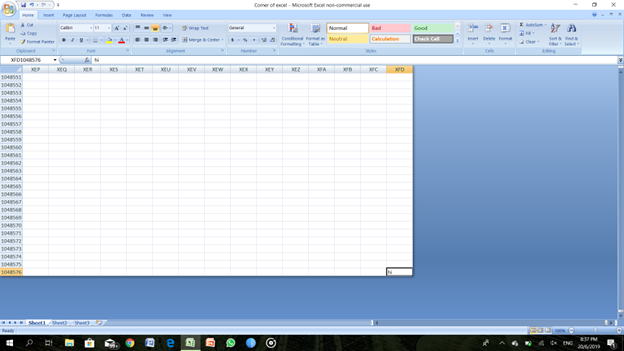 Corner of excel - Microsoft Excel non-commercial use
Home Insert Page Layout Formulas Data Review View
Paste
Cut
Copy
Format Painter
Clipboard
Calibri 11
Font
Wrap Text
Merge & Center
Alignment
General
Number
Conditional Formatting
Format as Table
Normal Bad Good
Neutral Calculation Check Cell
Styles
Insert Delete Format
Cells
AutoSum
Fill
Clear
Sort & Filter
Find & Select
Editing
XFD1048576 fx hi
XEP XEQ XER XES XET XEU XEV XEW XEX XEY XEZ XFA XFB XFC XFD
1048551
1048552
1048553
1048554
1048555
1048556
1048557
1048558
1048559
1048560
1048561
1048562
1048563
1048564
1048565
1048566
1048567
1048568
1048569
1048570
1048571
1048572
1048573
1048574
1048575
1048576 hi
Sheet1 Sheet2 Sheet3
Ready 100%
ENG
8:37 PM
20/6/2019